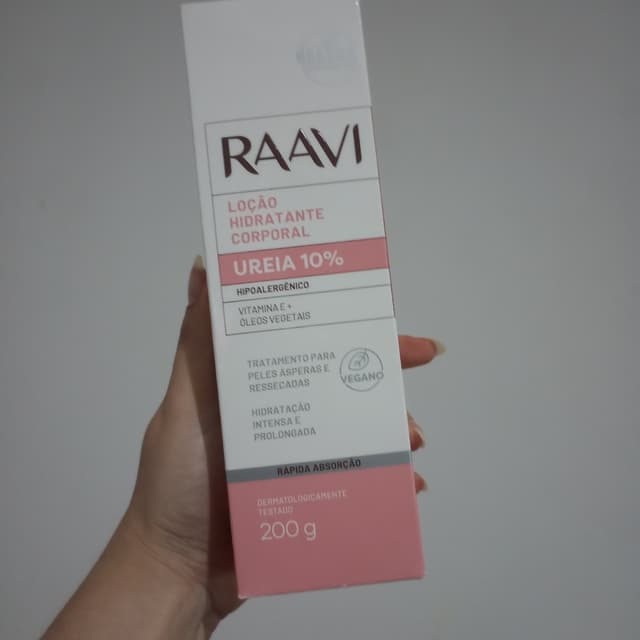 RAAVI
LOÇÃO
HIDRATANTE
CORPORAL
UREIA 10%
HIPOALERGÊNICO
VITAMINA E +
ÓLEOS VEGETAIS
TRATAMENTO PARA
PELES ÁSPERAS E
RESSECADAS
VEGANO
HIDRATAÇÃO
INTENSA E
PROLONGADA
RÁPIDA ABSORÇÃO
DERMATOLOGICAMENTE
TESTADO
200 g